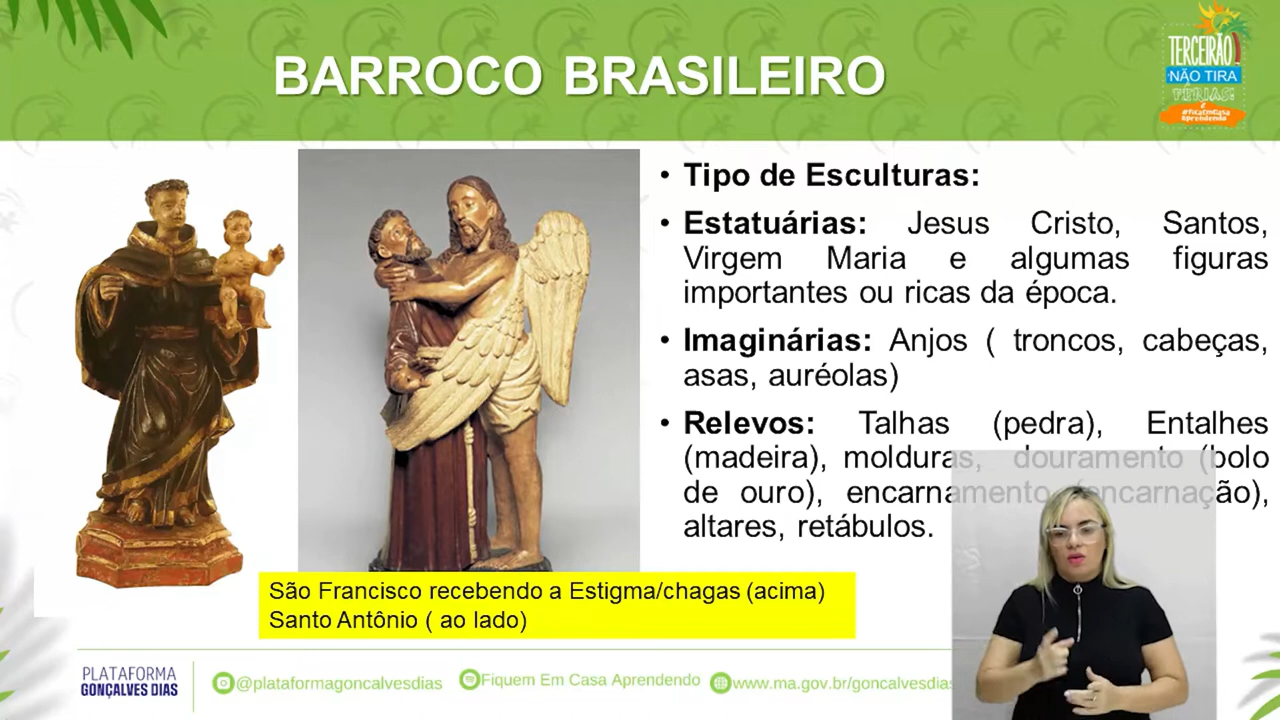 BARROCO BRASILEIRO
TERCEIRÃO
NÃO TIRA
FÉRIAS!
é
#FicaEmCasa
Aprendendo
• Tipo de Esculturas:
• Estatuárias: Jesus Cristo, Santos,
Virgem Maria e algumas figuras
importantes ou ricas da época.
• Imaginárias: Anjos ( troncos, cabeças,
asas, auréolas)
• Relevos: Talhas (pedra), Entalhes
(madeira), molduras, douramento (bolo
de ouro), encarnamento (encarnação),
altares, retábulos.
São Francisco recebendo a Estigma/chagas (acima)
Santo Antônio ( ao lado)
PLATAFORMA
GONÇALVES DIAS
@plataformagoncalvesdias
Fiquem Em Casa Aprendendo
www.ma.gov.br/goncalvesdias